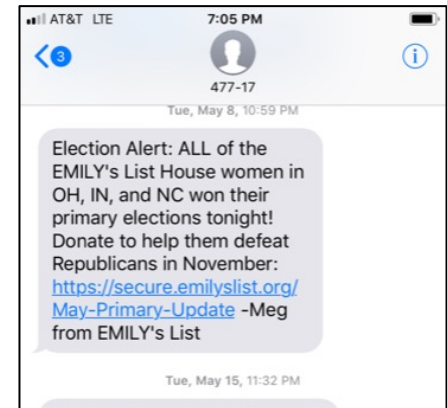 AT&T LTE 7:05 PM
3
477-17
Tue, May 8, 10:59 PM
Election Alert: ALL of the
EMILY's List House women in
OH, IN, and NC won their
primary elections tonight!
Donate to help them defeat
Republicans in November:
https://secure.emilyslist.org/
May-Primary-Update -Meg
from EMILY's List
Tue, May 15, 11:32 PM